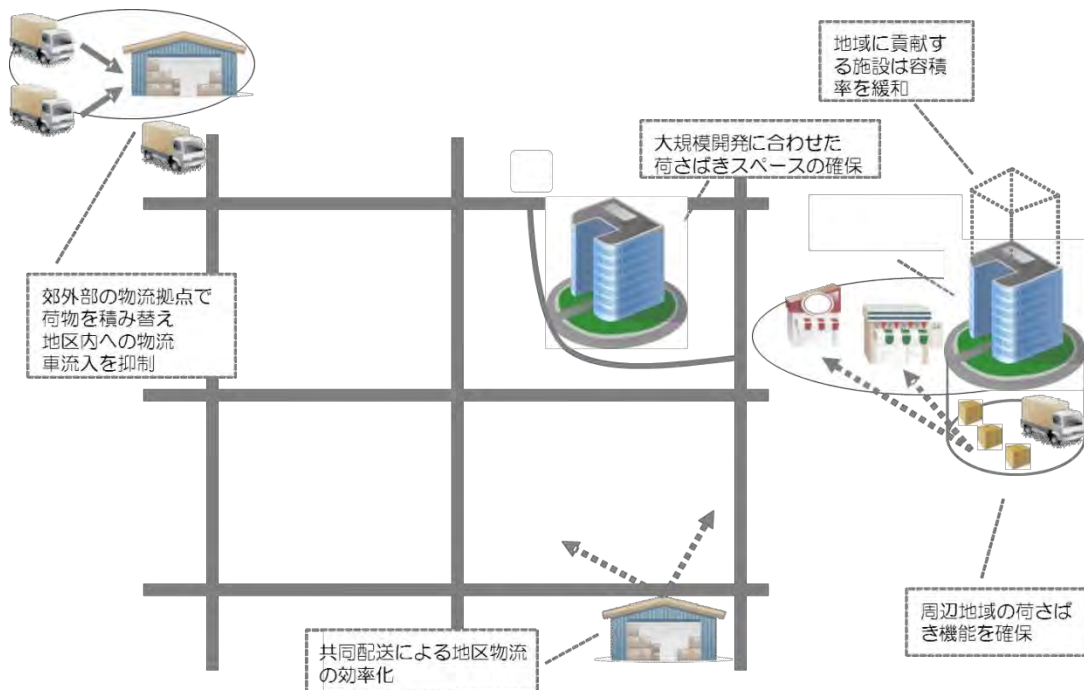 地域に貢献す
る施設は容積
率を緩和
大規模開発に合わせた
荷さばきスペースの確保
郊外部の物流拠点で
荷物を積み替え
地区内への物流
車流入を抑制
周辺地域の荷さば
き機能を確保
共同配送による地区物流
の効率化